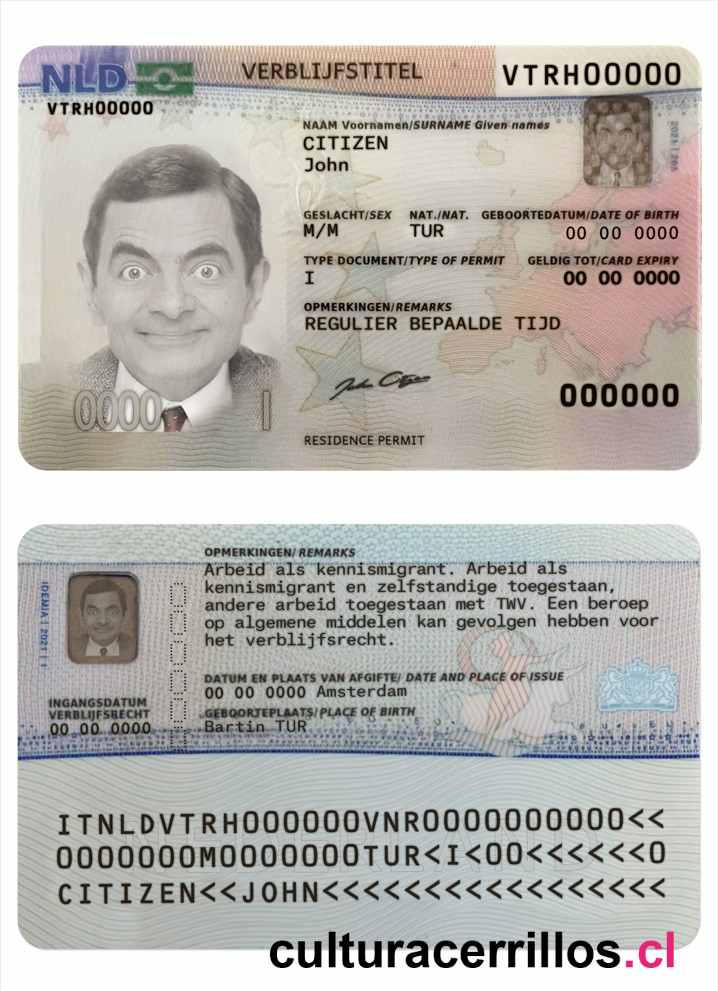 NLD
VERBLIJFSTITEL
VTRH00000
VTRH00000
NAAM Voornamen/SURNAME Given names
CITIZEN
John
GESLACHT/SEX NAT./NAT. GEBOORTEDATUM/DATE OF BIRTH
M/M TUR 00 00 0000
TYPE DOCUMENT/TYPE OF PERMIT GELDIG TOT/CARD EXPIRY
I 00 00 0000
OPMERKINGEN/REMARKS
REGULIER BEPAALDE TIJD
0000
000000
RESIDENCE PERMIT
OPMERKINGEN/ REMARKS
Arbeid als kennismigrant. Arbeid als
kennismigrant en zelfstandige toegestaan,
andere arbeid toegestaan met TWV. Een beroep
op algemene middelen kan gevolgen hebben voor
het verblijfsrecht.
IDEMIA | 2021 | 1
DATUM EN PLAATS VAN AFGIFTE/ DATE AND PLACE OF ISSUE
00 00 0000 Amsterdam
INGANGSDATUM
VERBLIJFSRECHT
00 00 0000
GEBOORTEPLAATS/PLACE OF BIRTH
Bartin TUR
ITNLDVTRH000000VNR0000000000<<
0000000M0000000TUR<I<00<<<<<<0
CITIZEN<<JOHN<<<<<<<<<<<<<<<<<
culturacerrillos.cl